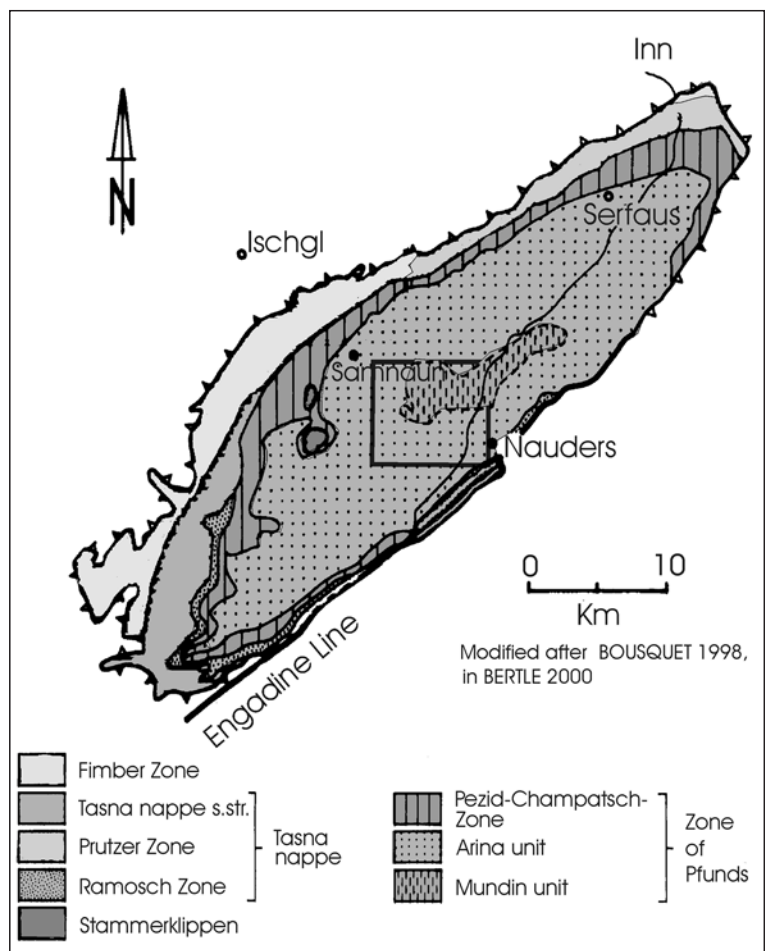 Inn
N
Serfaus
Ischgl
Samnaun
Nauders
0 10
Km
Engadine Line
Modified after BOUSQUET 1998,
in BERTLE 2000
Fimber Zone
Tasna nappe s.str.
Prutzer Zone
Ramosch Zone
Tasna
nappe
Stammerklippen
Pezid-Champatsch-
Zone
Arina unit
Mundin unit
Zone
of
Pfunds